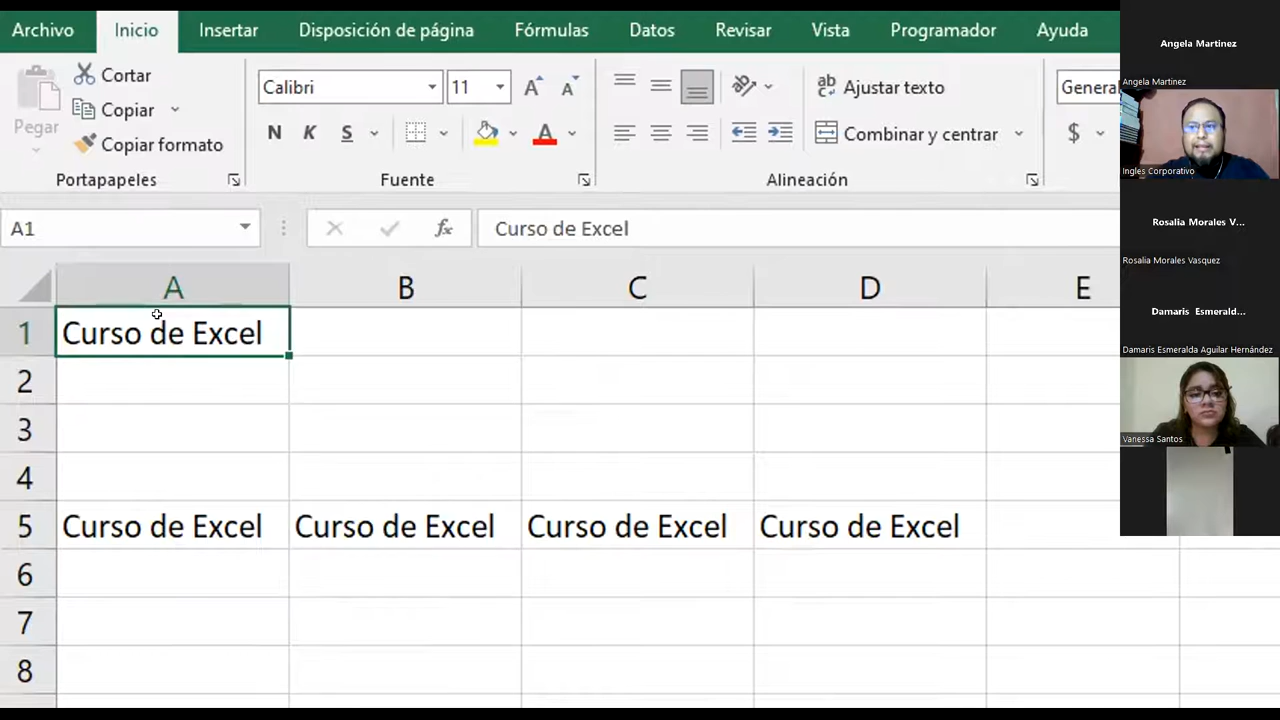 Archivo Inicio Insertar Disposición de página Fórmulas Datos Revisar Vista Programador Ayuda
Cortar
Copiar
Copiar formato
Pegar
Portapapeles
Calibri 11
N K S A
Fuente
ab Ajustar texto
Combinar y centrar
Alineación
General
$
A1 fx Curso de Excel
A B C D E
1 Curso de Excel
2
3
4
5 Curso de Excel Curso de Excel Curso de Excel Curso de Excel
6
7
8
Angela Martinez
Angela Martinez
Ingles Corporativo
Rosalia Morales V...
Rosalia Morales Vasquez
Damaris Esmerald...
Damaris Esmeralda Aguilar Hernández
Vanessa Santos